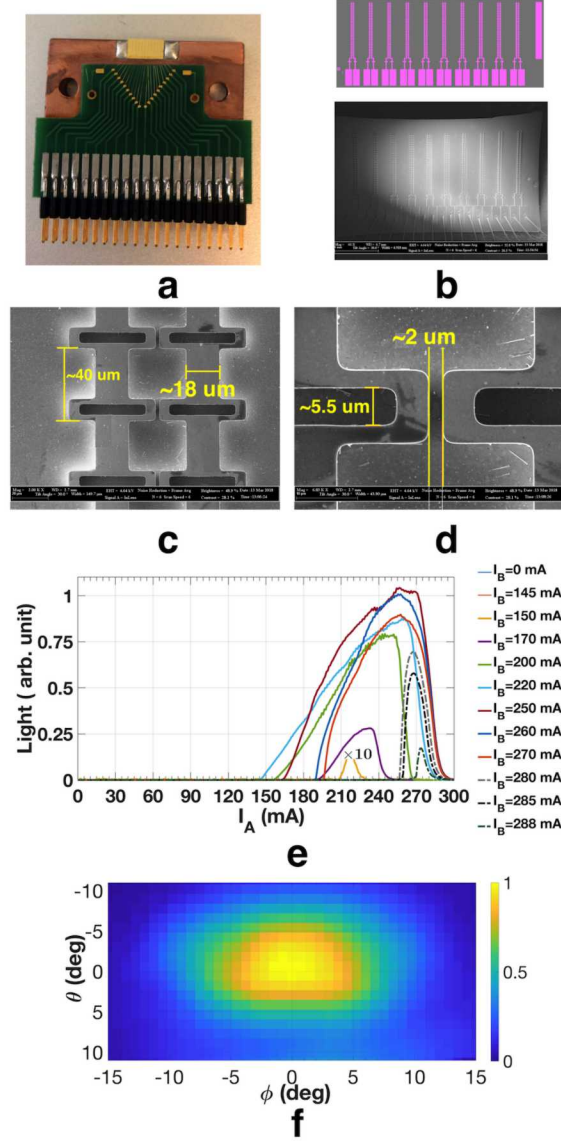 a
b
~40 um
~18 um
c
~2 um
~5.5 um
d
Light ( arb. unit)
1
0.75
0.5
0.25
0
×10
0 30 60 90 120 150 180 210 240 270 300
I_A (mA)
I_B=0 mA
I_B=145 mA
I_B=150 mA
I_B=170 mA
I_B=200 mA
I_B=220 mA
I_B=250 mA
I_B=260 mA
I_B=270 mA
I_B=280 mA
I_B=285 mA
I_B=288 mA
e
θ (deg)
-10
-5
0
5
10
-15 -10 -5 0 5 10 15
ϕ (deg)
1
0.5
0
f